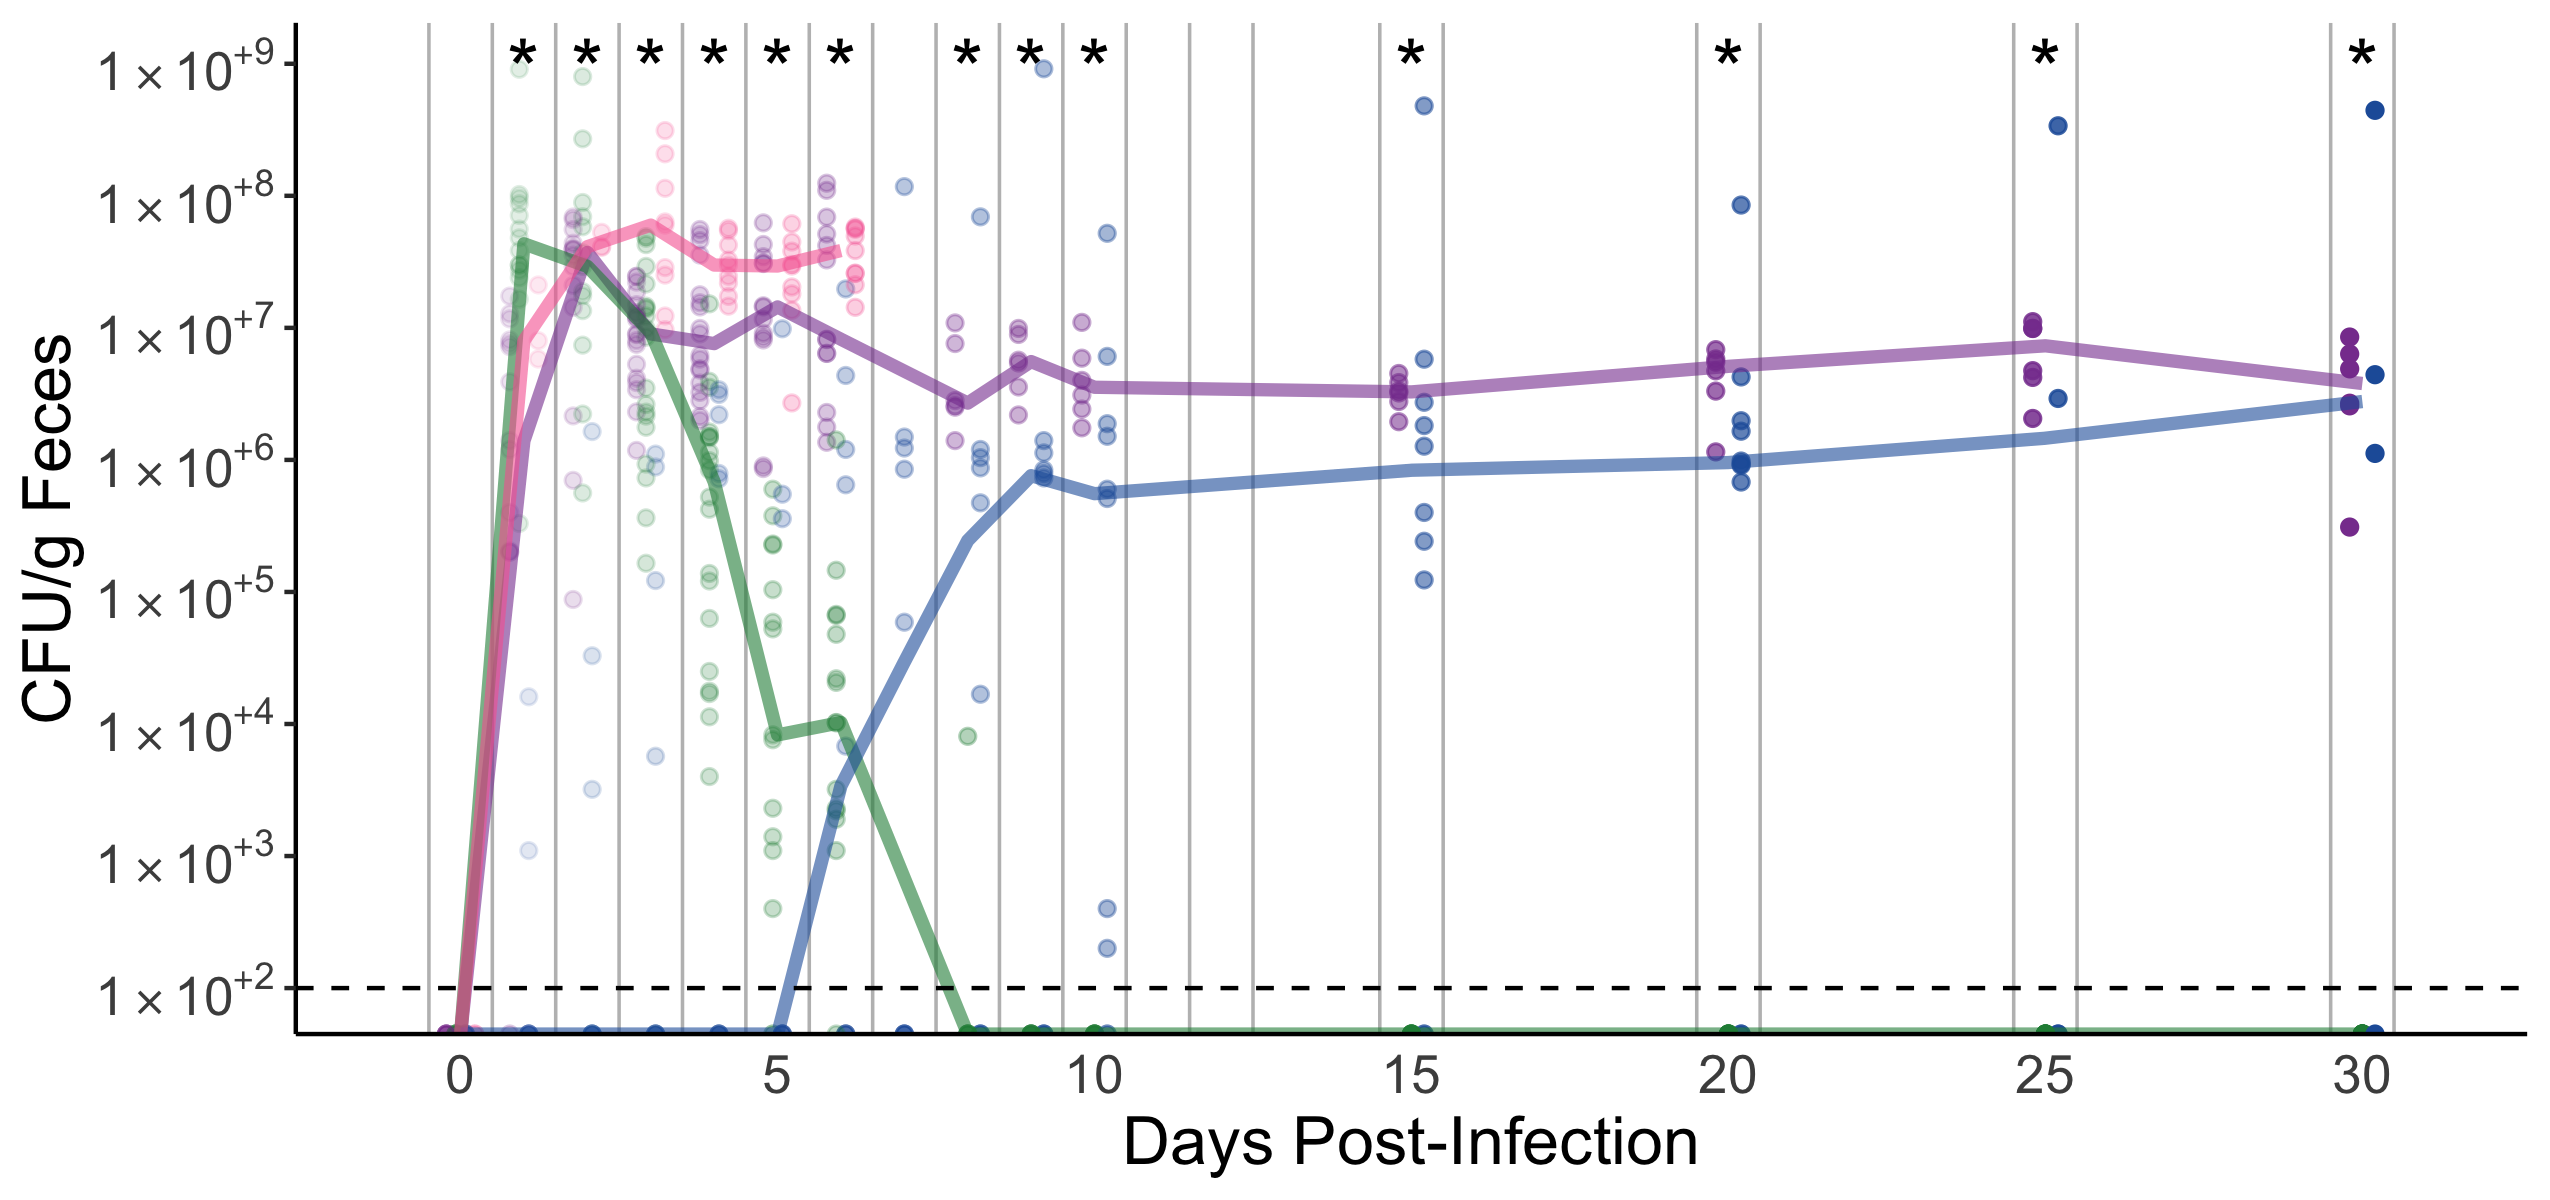 * * * * * * * * * * * * *
1×10⁺⁹
1×10⁺⁸
1×10⁺⁷
1×10⁺⁶
1×10⁺⁵
1×10⁺⁴
1×10⁺³
1×10⁺²
CFU/g Feces
0 5 10 15 20 25 30
Days Post-Infection